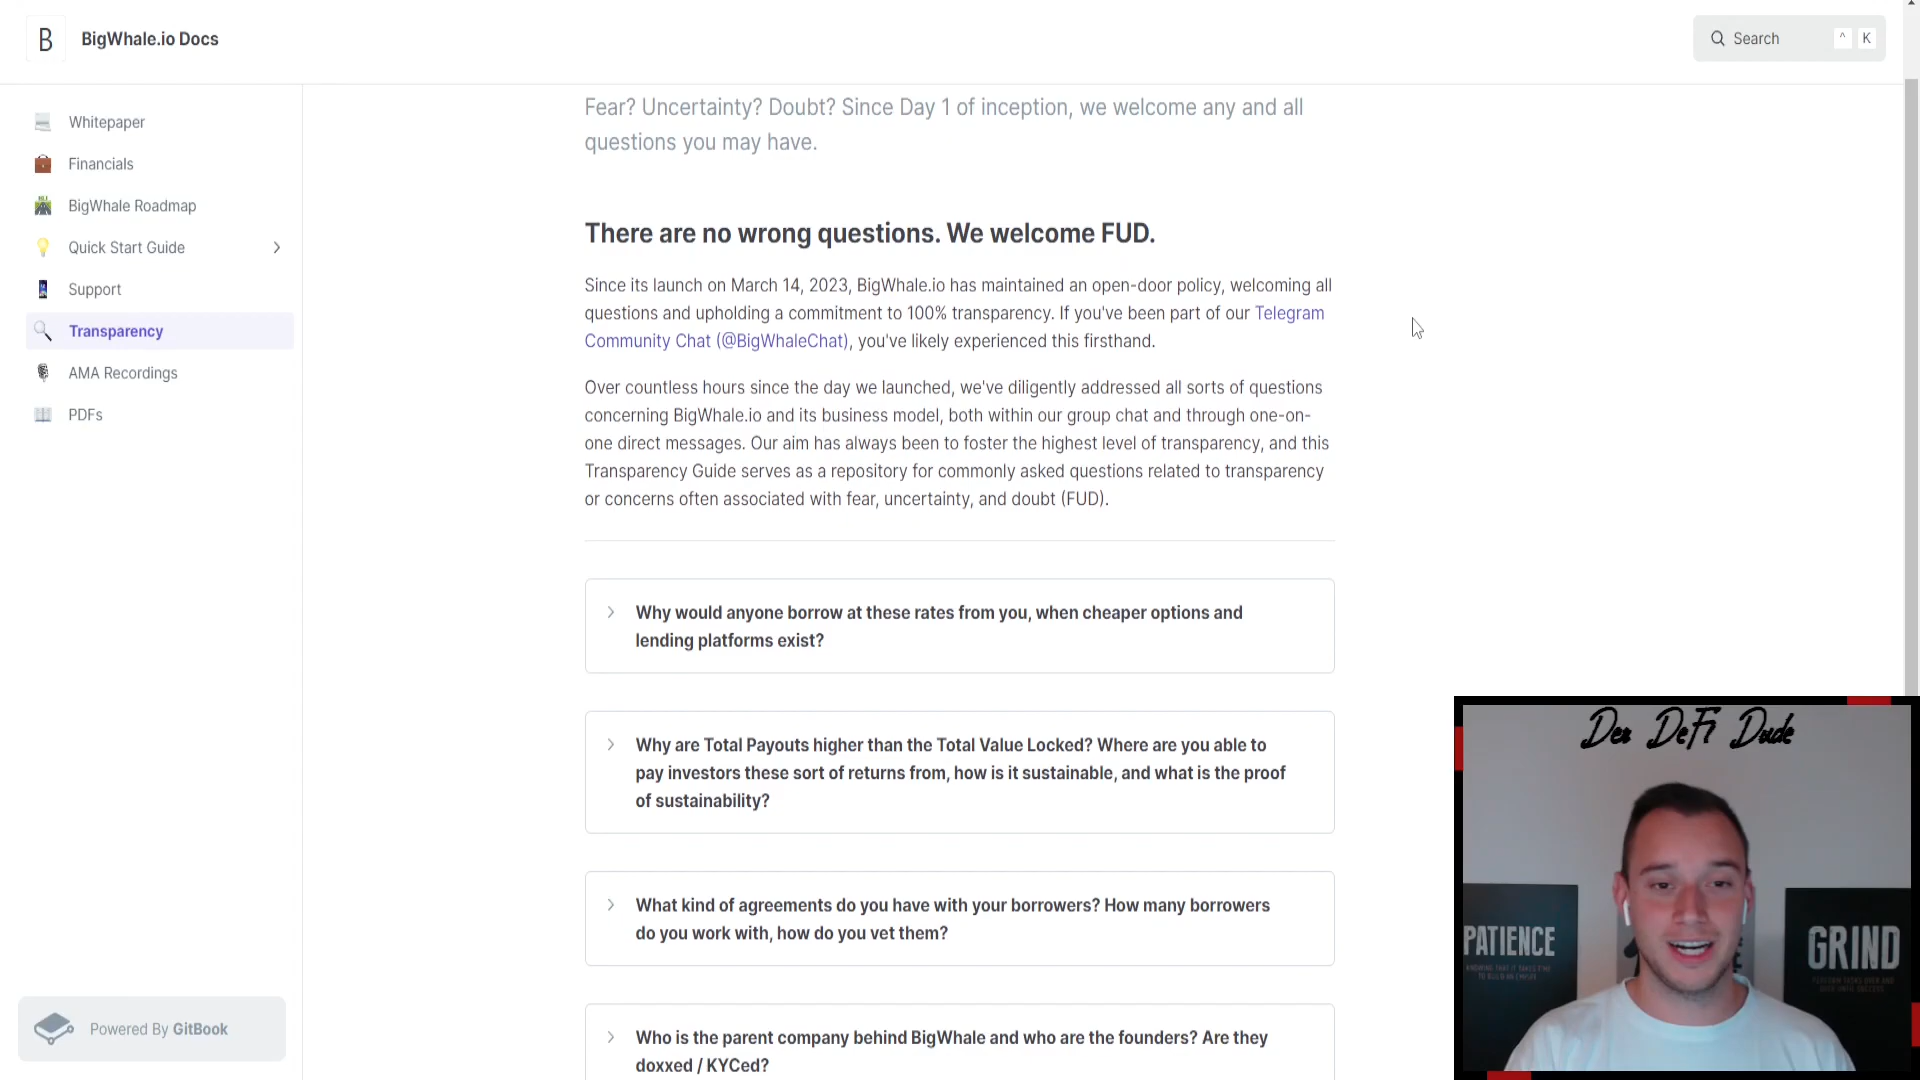 B
BigWhale.io Docs
Search
^
K
Whitepaper
Financials
BigWhale Roadmap
Quick Start Guide
Support
Transparency
AMA Recordings
PDFs
Powered By GitBook
Fear? Uncertainty? Doubt? Since Day 1 of inception, we welcome any and all
questions you may have.
There are no wrong questions. We welcome FUD.
Since its launch on March 14, 2023, BigWhale.io has maintained an open-door policy, welcoming all
questions and upholding a commitment to 100% transparency. If you've been part of our Telegram
Community Chat (@BigWhaleChat), you've likely experienced this firsthand.
Over countless hours since the day we launched, we've diligently addressed all sorts of questions
concerning BigWhale.io and its business model, both within our group chat and through one-on-
one direct messages. Our aim has always been to foster the highest level of transparency, and this
Transparency Guide serves as a repository for commonly asked questions related to transparency
or concerns often associated with fear, uncertainty, and doubt (FUD).
Why would anyone borrow at these rates from you, when cheaper options and
lending platforms exist?
Why are Total Payouts higher than the Total Value Locked? Where are you able to
pay investors these sort of returns from, how is it sustainable, and what is the proof
of sustainability?
What kind of agreements do you have with your borrowers? How many borrowers
do you work with, how do you vet them?
Who is the parent company behind BigWhale and who are the founders? Are they
doxxed / KYCed?
Der DeFi Dude
PATIENCE
GRIND